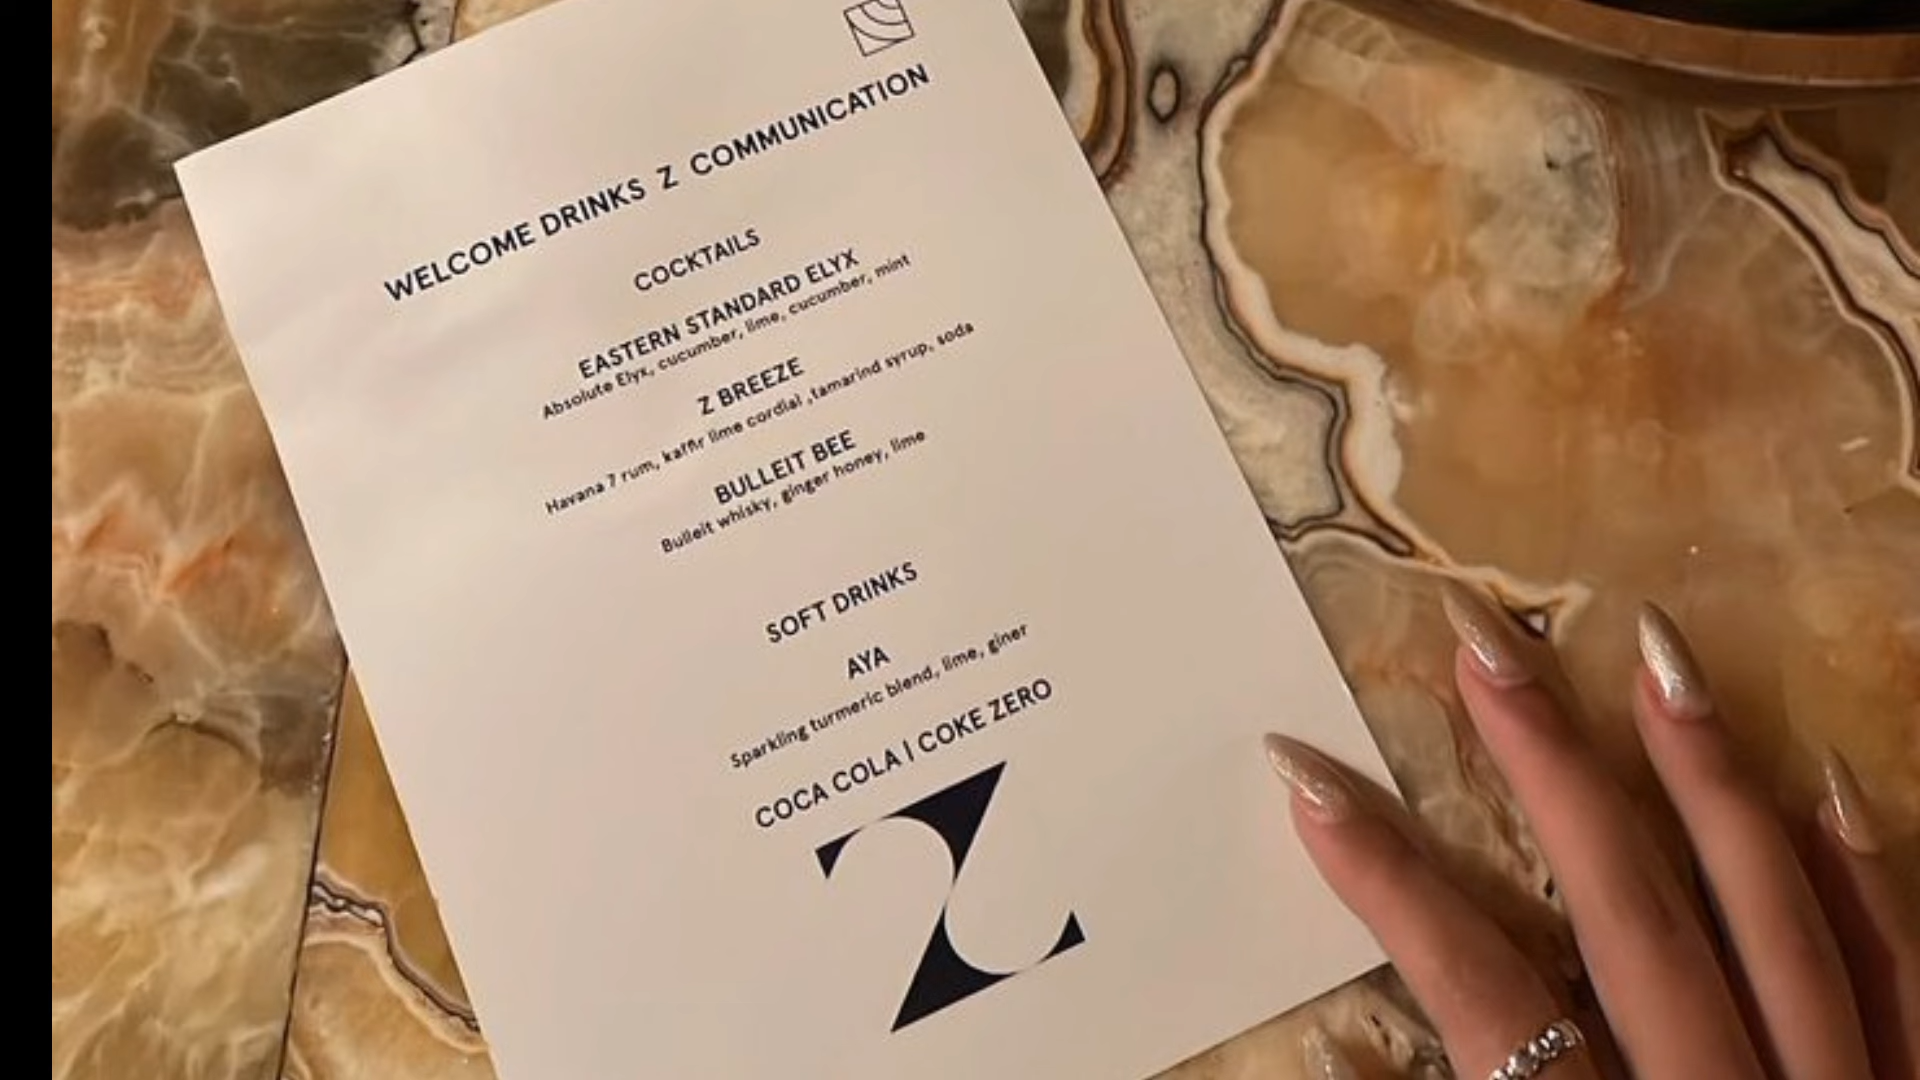 WELCOME DRINKS Z COMMUNICATION
COCKTAILS
EASTERN STANDARD ELYX
Absolute Elyx, cucumber, lime, cucumber, mint
Z BREEZE
Havana 7 rum, kaffir lime cordial ,tamarind syrup, soda
BULLEIT BEE
Bulleit whisky, ginger honey, lime
SOFT DRINKS
AYA
Sparkling turmeric blend, lime, giner
COCA COLA | COKE ZERO
Z